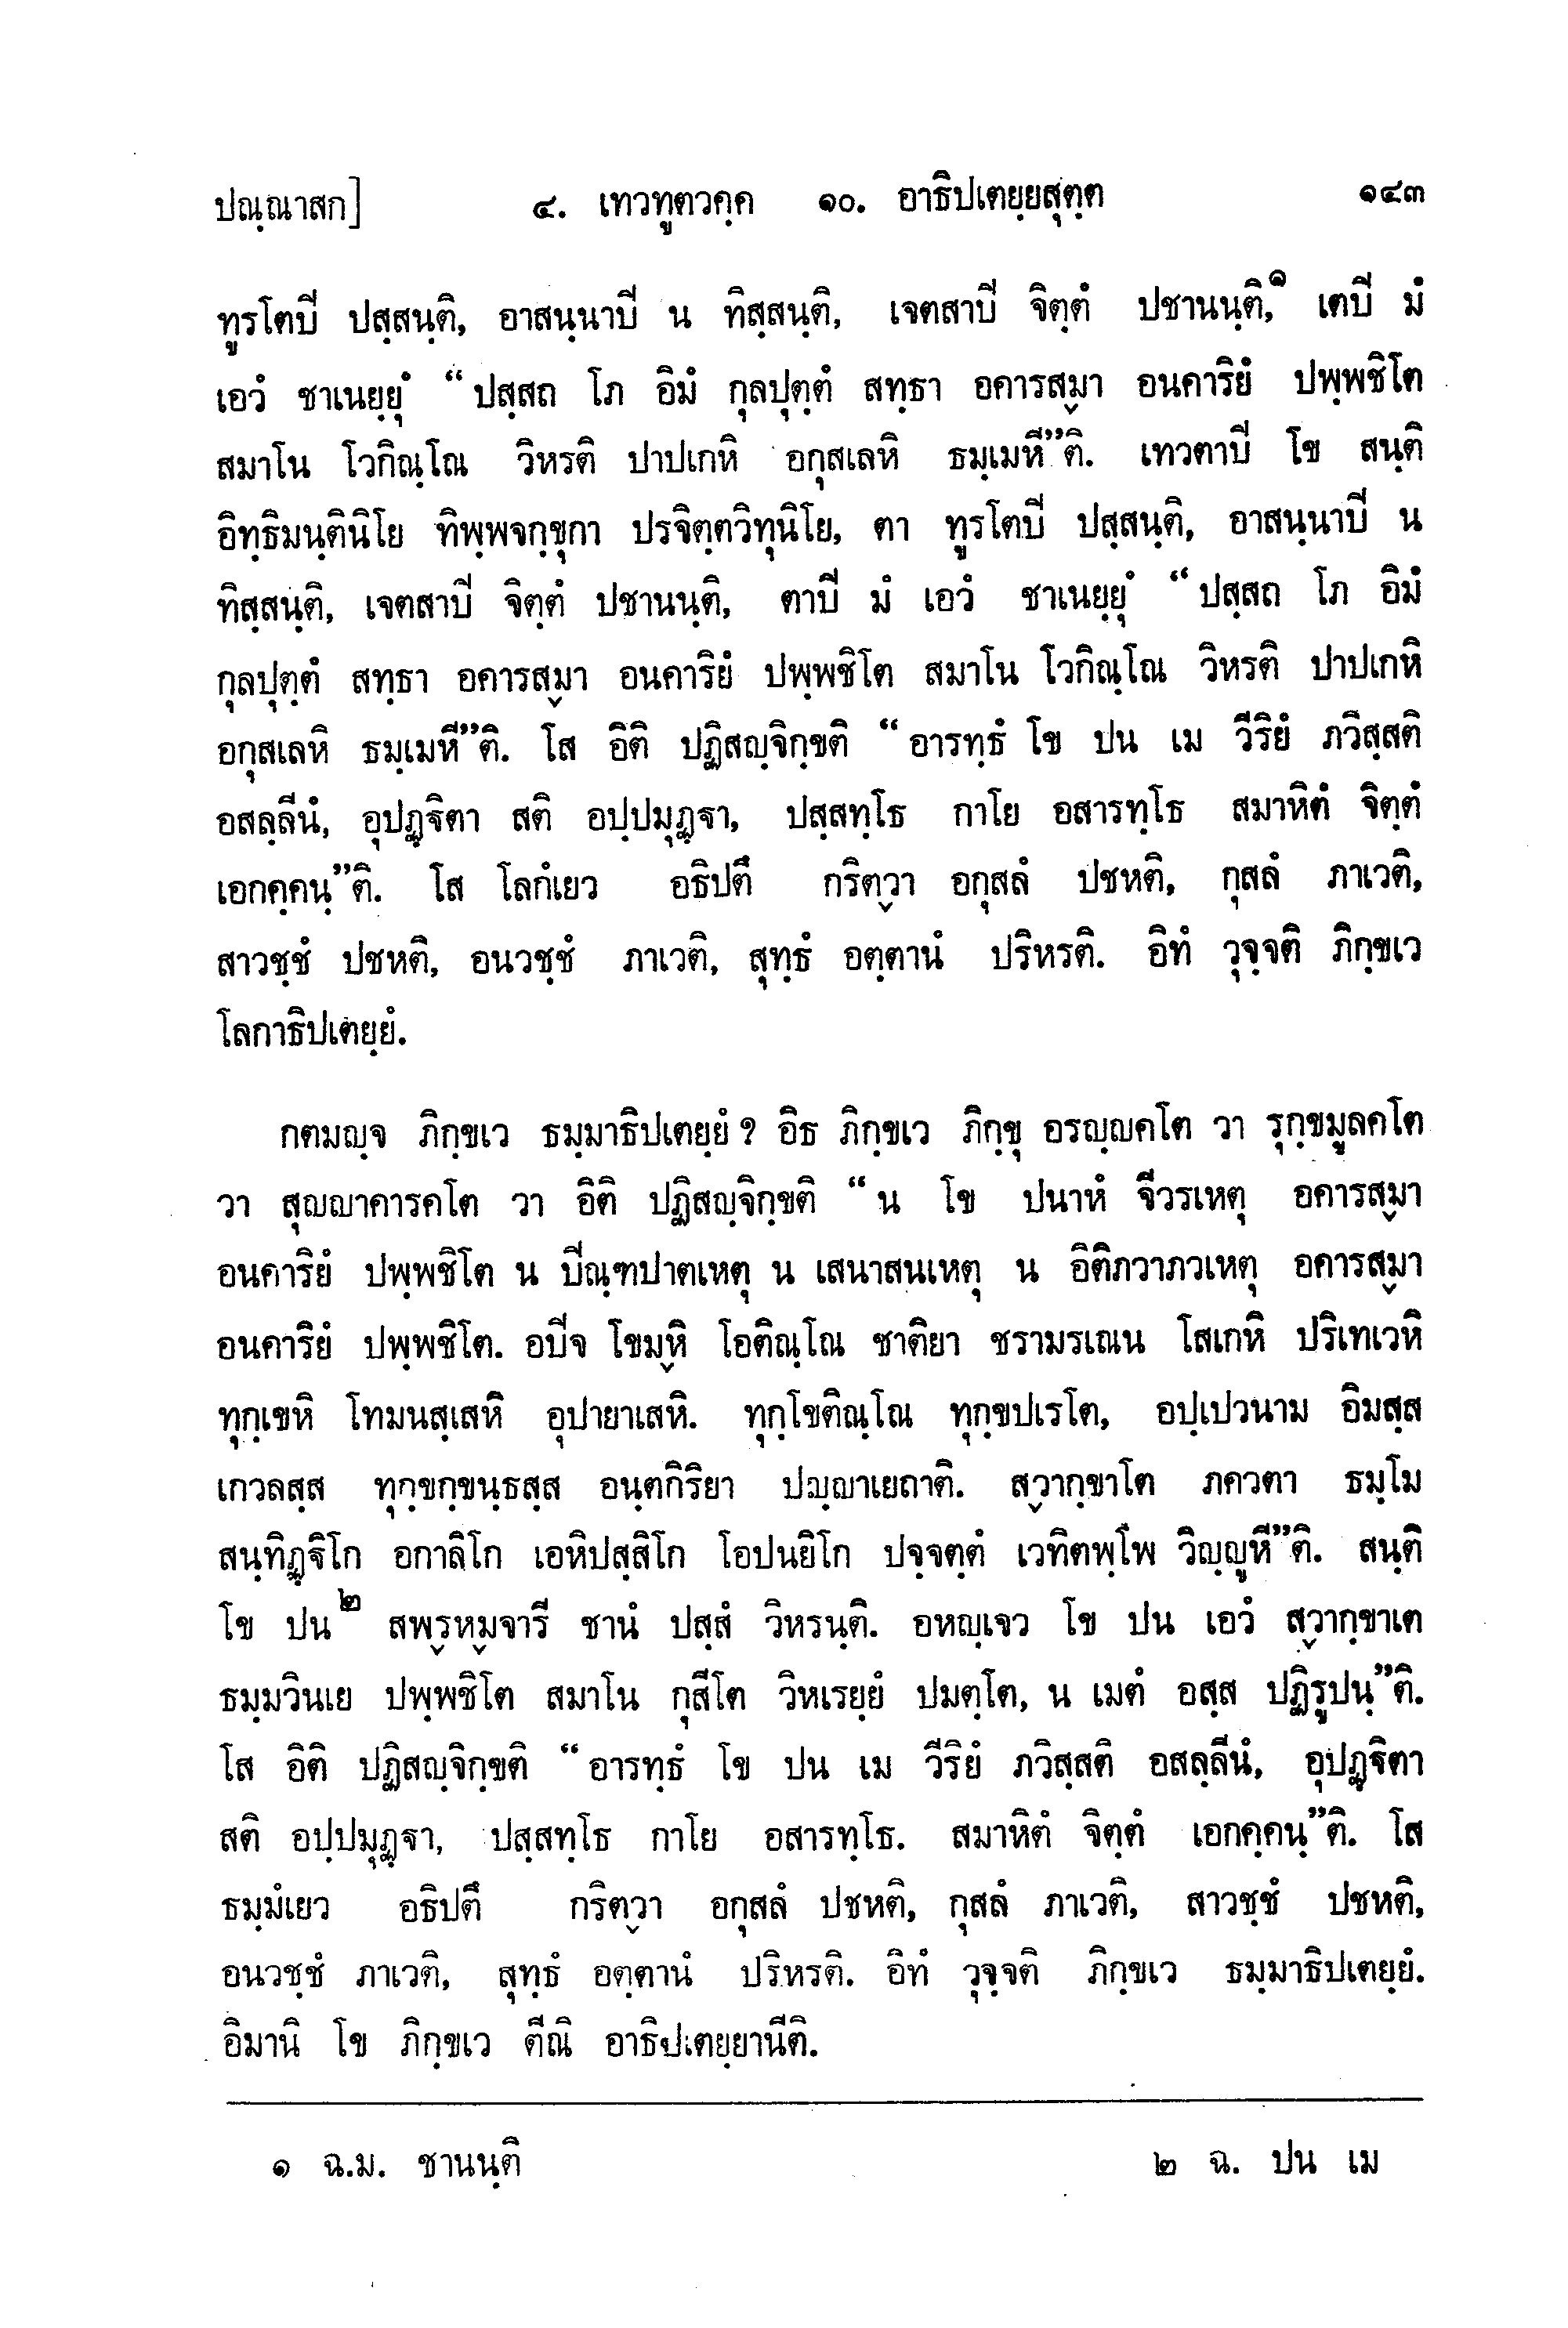 ปณฺณาสก]	๔. เทวทูตวคฺค ๑๐. อาธิปเตยฺยสุตฺต	๑๔๓
ทูรโตปิ ปสฺสนฺติ, อาสนฺนาปิ น ทิสฺสนฺติ, เจตสาปิ จิตฺตํ ปชานนฺติ,๑ เตปิ มํ
เอวํ ชาเนยฺยุํ “ปสฺสถ โภ อิมํ กุลปุตฺตํ สทฺธา อคารสฺมา อนคาริยํ ปพฺพชิโต
สมาโน โวกิณฺโณ วิหรติ ปาปเกหิ อกุสเลหิ ธมฺเมหี”ติ. เทวตาปิ โข สนฺติ
อิทฺธิมนฺตินิโย ทิพฺพจกฺขุกา ปรจิตฺตวิทุนิโย, ตา ทูรโตปิ ปสฺสนฺติ, อาสนฺนาปิ น
ทิสฺสนฺติ, เจตสาปิ จิตฺตํ ปชานนฺติ, ตาปิ มํ เอวํ ชาเนยฺยุํ “ปสฺสถ โภ อิมํ
กุลปุตฺตํ สทฺธา อคารสฺมา อนคาริยํ ปพฺพชิโต สมาโน โวกิณฺโณ วิหรติ ปาปเกหิ
อกุสเลหิ ธมฺเมหี”ติ. โส อิติ ปฏิสญฺจิกฺขติ “อารทฺธํ โข ปน เม วีริยํ ภวิสฺสติ
อสลฺลีนํ, อุปฏฺฐิตา สติ อปฺปมุฏฺฐา, ปสฺสทฺโธ กาโย อสารทฺโธ สมาหิตํ จิตฺตํ
เอกคฺคนฺ”ติ. โส โลกํเยว อธิปตึ กริตฺวา อกุสลํ ปชหติ, กุสลํ ภาเวติ,
สาวชฺชํ ปชหติ, อนวชฺชํ ภาเวติ, สุทฺธํ อตฺตานํ ปริหรติ. อิทํ วุจฺจติ ภิกฺขเว
โลกาธิปเตยฺยํ.
กตมญฺจ ภิกฺขเว ธมฺมาธิปเตยฺยํ? อิธ ภิกฺขเว ภิกฺขุ อรญฺญคโต วา รุกฺขมูลคโต
วา สุญฺญาคารคโต วา อิติ ปฏิสญฺจิกฺขติ “น โข ปนาหํ จีวรเหตุ อคารสฺมา
อนคาริยํ ปพฺพชิโต น ปิณฺฑปาตเหตุ น เสนาสนเหตุ น อิติภวาภวเหตุ อคารสฺมา
อนคาริยํ ปพฺพชิโต. อปิจ โขมฺหิ โอติณฺโณ ชาติยา ชรามรเณน โสเกหิ ปริเทเวหิ
ทุกฺเขหิ โทมนสฺเสหิ อุปายาเสหิ. ทุกฺโขติณฺโณ ทุกฺขปเรโต, อปฺเปวนาม อิมสฺส
เกวลสฺส ทุกฺขกฺขนฺธสฺส อนฺตกิริยา ปญฺญาเยถาติ. สฺวากฺขาโต ภควตา ธมฺโม
สนฺทิฏฺฐิโก อกาลิโก เอหิปสฺสิโก โอปนยิโก ปจฺจตฺตํ เวทิตพฺโพ วิญฺญูหี”ติ. สนฺติ
โข ปน๒ สพฺรหฺมจารี ชานํ ปสฺสํ วิหรนฺติ. อหญฺเจว โข ปน เอวํ สฺวากฺขาเต
ธมฺมวินเย ปพฺพชิโต สมาโน กุสีโต วิหเรยฺยํ ปมตฺโต, น เมตํ อสฺส ปฏิรูปนฺ”ติ.
โส อิติ ปฏิสญฺจิกฺขติ “อารทฺธํ โข ปน เม วีริยํ ภวิสฺสติ อสลฺลีนํ, อุปฏฺฐิตา
สติ อปฺปมุฏฺฐา, ปสฺสทฺโธ กาโย อสารทฺโธ. สมาหิตํ จิตฺตํ เอกคฺคนฺ”ติ. โส
ธมฺมํเยว อธิปตึ กริตฺวา อกุสลํ ปชหติ, กุสลํ ภาเวติ, สาวชฺชํ ปชหติ,
อนวชฺชํ ภาเวติ, สุทฺธํ อตฺตานํ ปริหรติ. อิทํ วุจฺจติ ภิกฺขเว ธมฺมาธิปเตยฺยํ.
อิมานิ โข ภิกฺขเว ตีณิ อาธิปเตยฺยานีติ.
๑ ฉ.ม. ชานนฺติ	๒ ฉ. ปน เม